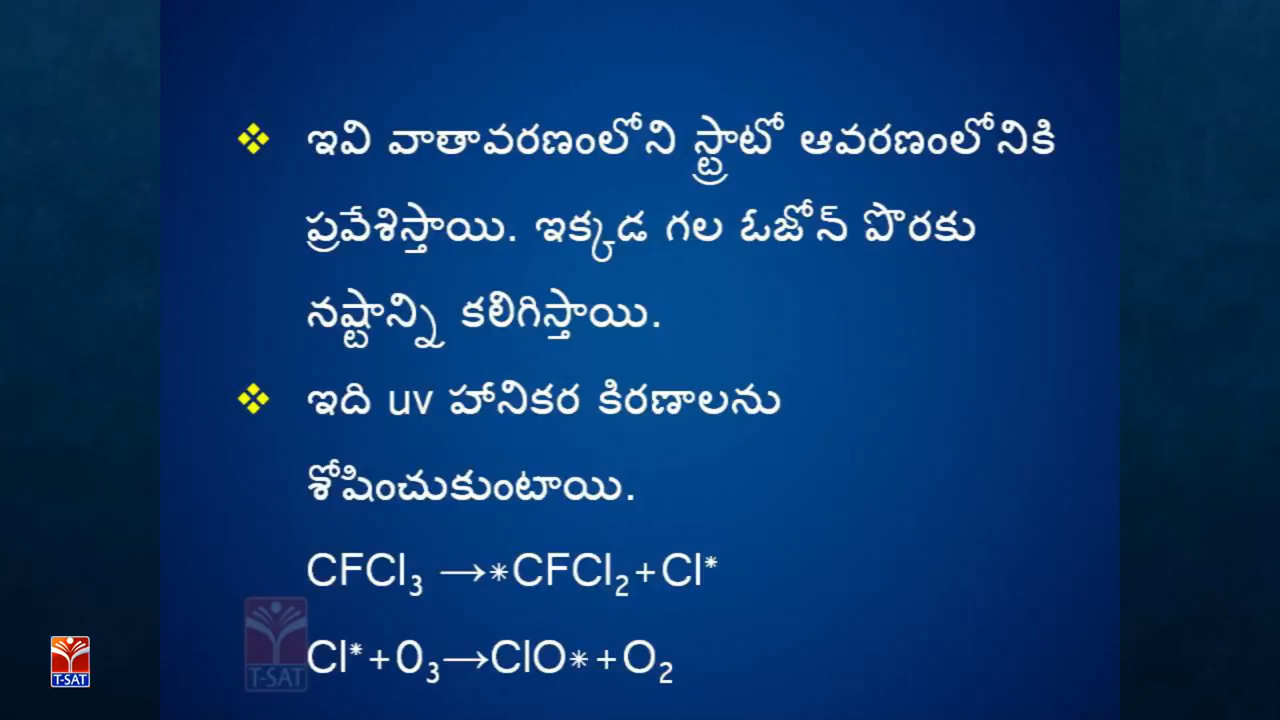 ❖ ఇవి వాతావరణంలోని స్ట్రాటో ఆవరణంలోనికి
ప్రవేశిస్తాయి. ఇక్కడ గల ఓజోన్ పొరకు
నష్టాన్ని కలిగిస్తాయి.
❖ ఇది uv హానికర కిరణాలను
శోషించుకుంటాయి.
CFCl₃ →*CFCl₂+Cl*
Cl*+0₃→ClO*+O₂
T-SAT
T-SAT